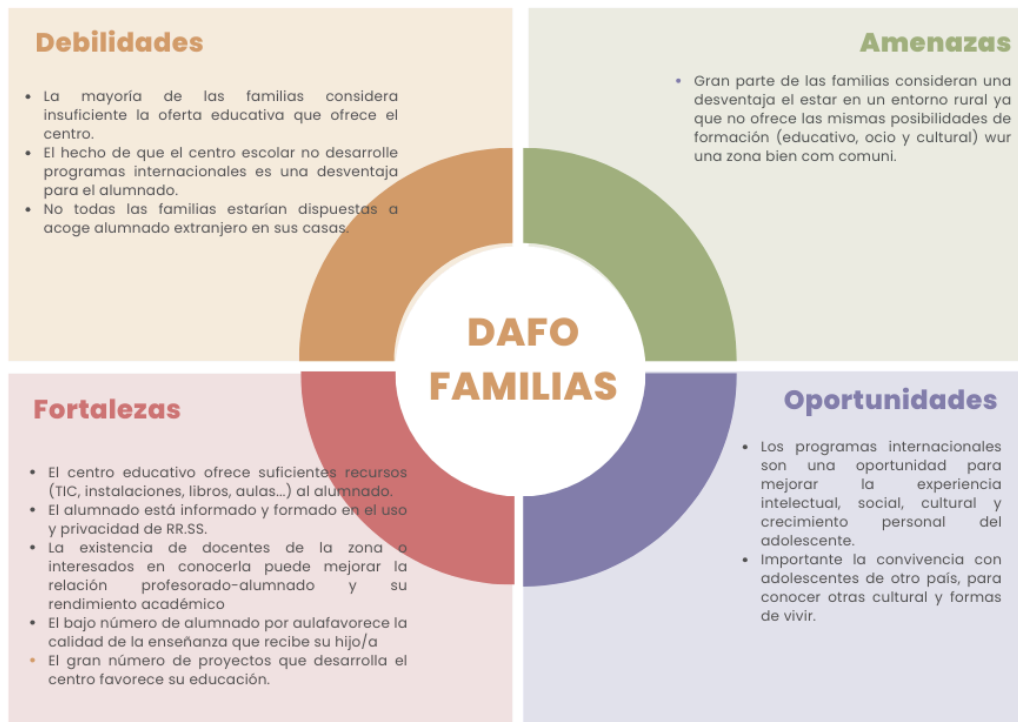 Debilidades
La mayoría de las familias considera
insuficiente la oferta educativa que ofrece el
centro.
El hecho de que el centro escolar no desarrolle
programas internacionales es una desventaja
para el alumnado.
No todas las familias estarían dispuestas a
acoge alumnado extranjero en sus casas.
Amenazas
Gran parte de las familias consideran una
desventaja el estar en un entorno rural ya
que no ofrece las mismas posibilidades de
formación (educativo, ocio y cultural) wur
una zona bien com comuni.
DAFO
FAMILIAS
Fortalezas
El centro educativo ofrece suficientes recursos
(TIC, instalaciones, libros, aulas...) al alumnado.
El alumnado está informado y formado en el uso
y privacidad de RR.SS.
La existencia de docentes de la zona o
interesados en conocerla puede mejorar la
relación profesorado-alumnado y su
rendimiento académico
El bajo número de alumnado por aulafavorece la
calidad de la enseñanza que recibe su hijo/a
El gran número de proyectos que desarrolla el
centro favorece su educación.
Oportunidades
Los programas internacionales
son una oportunidad para
mejorar la experiencia
intelectual, social, cultural y
crecimiento personal del
adolescente.
Importante la convivencia con
adolescentes de otro país, para
conocer otras cultural y formas
de vivir.